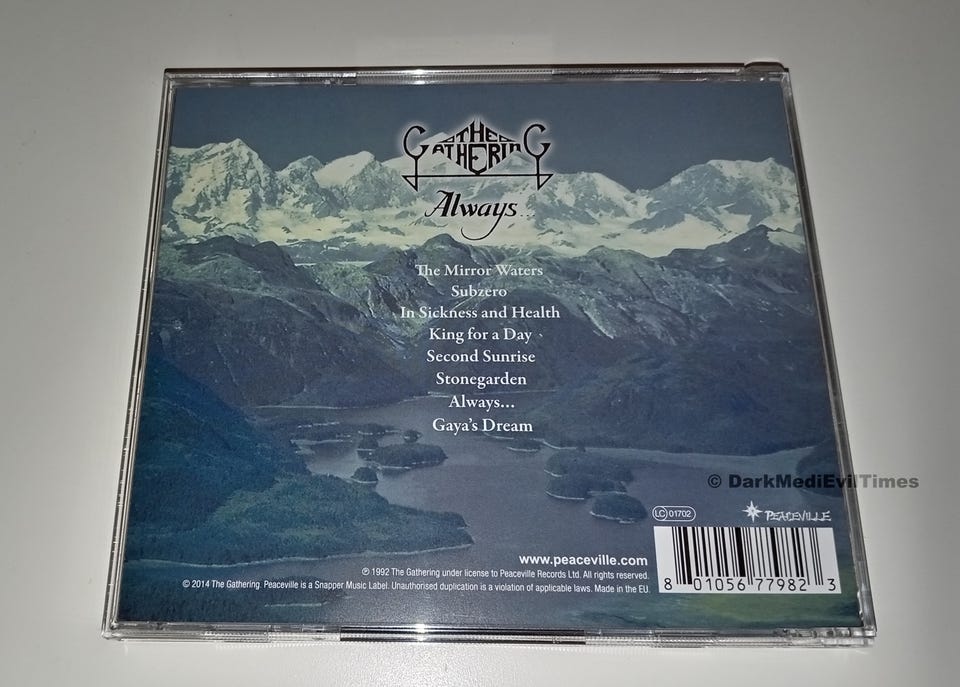 THE
GATHERING
Always...
The Mirror Waters
Subzero
In Sickness and Health
King for a Day
Second Sunrise
Stonegarden
Always...
Gaya's Dream
© DarkMediEvilTimes
LC 01702
PEACEVILLE
www.peaceville.com
℗ 1992 The Gathering under license to Peaceville Records Ltd. All rights reserved.
© 2014 The Gathering. Peaceville is a Snapper Music Label. Unauthorised duplication is a violation of applicable laws. Made in the EU.
8 01056 77982 3